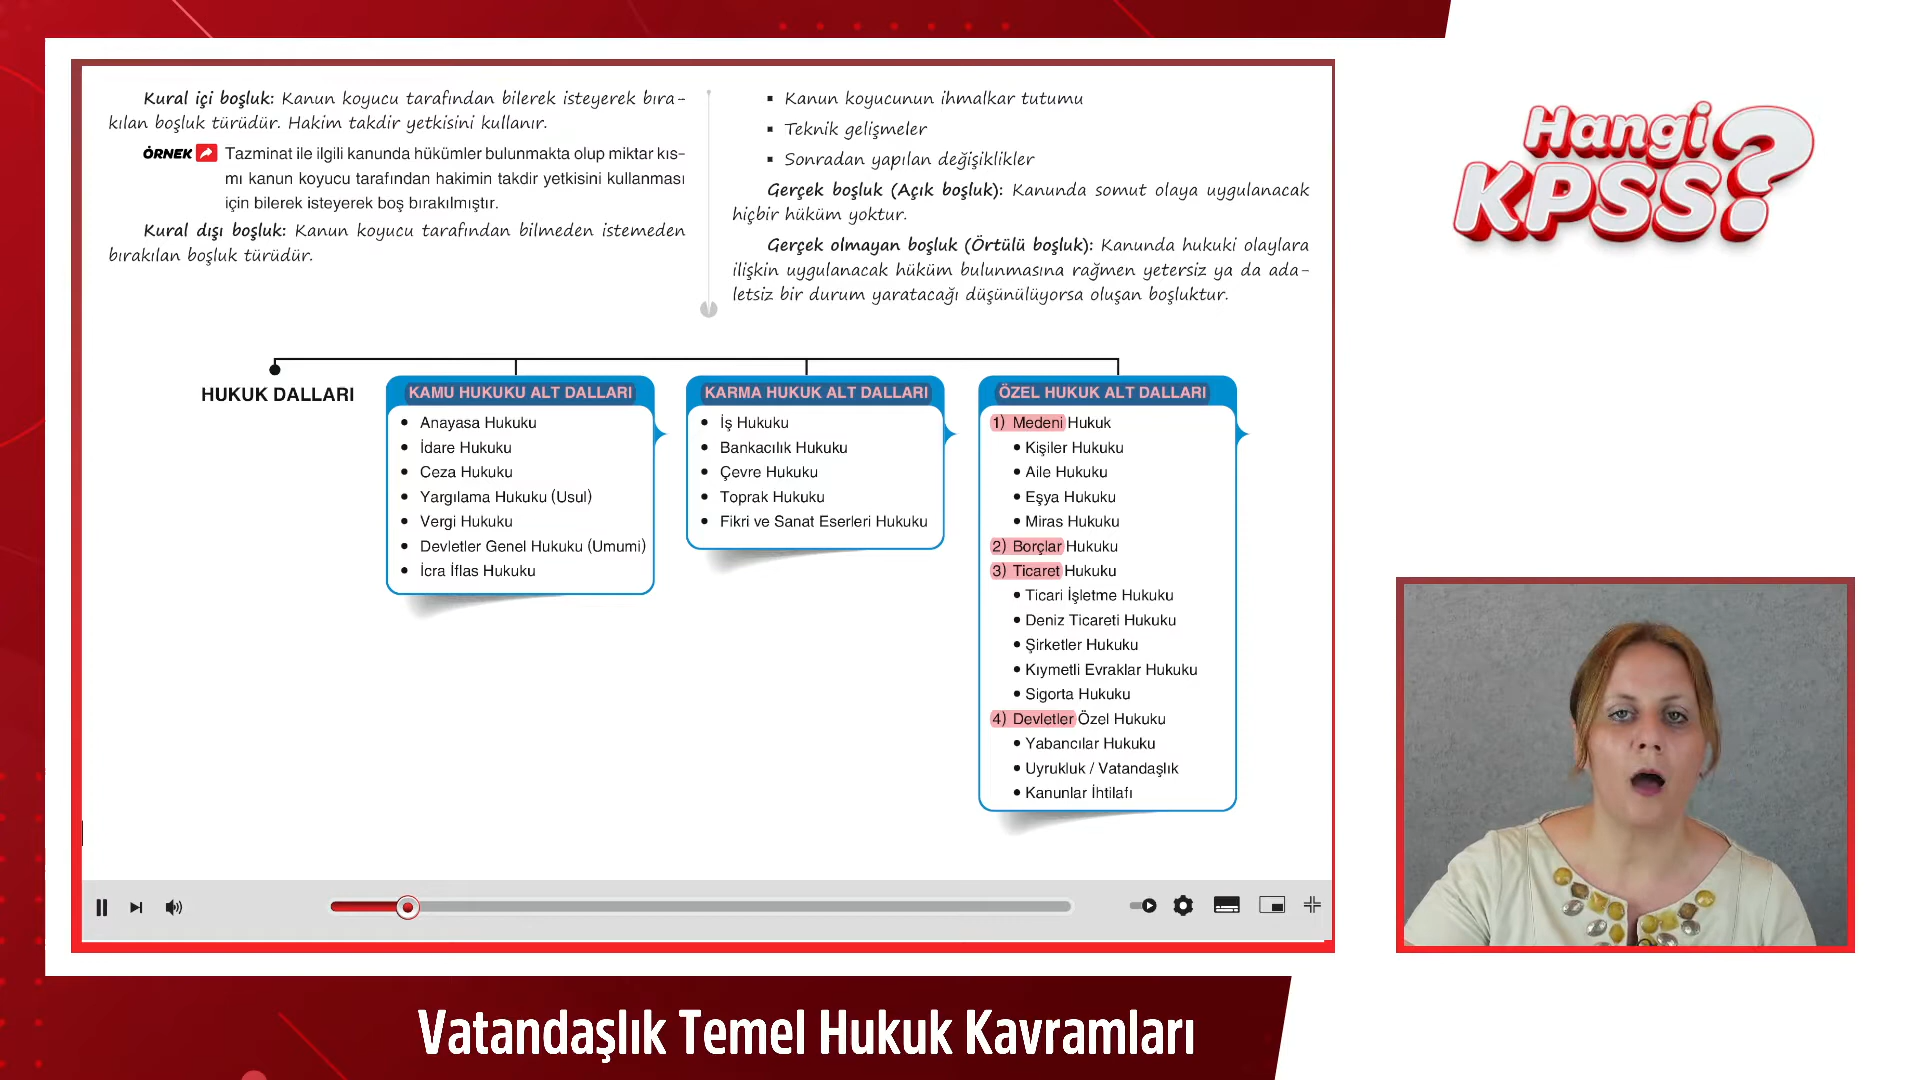 Kural içi boşluk: Kanun koyucu tarafından bilerek isteyerek bıra-
kılan boşluk türüdür. Hakim takdir yetkisini kullanır.
ÖRNEK Tazminat ile ilgili kanunda hükümler bulunmakta olup miktar kıs-
mı kanun koyucu tarafından hakimin takdir yetkisini kullanması
için bilerek isteyerek boş bırakılmıştır.
Kural dışı boşluk: Kanun koyucu tarafından bilmeden istemeden
bırakılan boşluk türüdür.
▪ Kanun koyucunun ihmalkar tutumu
▪ Teknik gelişmeler
▪ Sonradan yapılan değişiklikler
Gerçek boşluk (Açık boşluk): Kanunda somut olaya uygulanacak
hiçbir hüküm yoktur.
Gerçek olmayan boşluk (Örtülü boşluk): Kanunda hukuki olaylara
ilişkin uygulanacak hüküm bulunmasına rağmen yetersiz ya da ada-
letsiz bir durum yaratacağı düşünülüyorsa oluşan boşluktur.
HUKUK DALLARI
KAMU HUKUKU ALT DALLARI
• Anayasa Hukuku
• İdare Hukuku
• Ceza Hukuku
• Yargılama Hukuku (Usul)
• Vergi Hukuku
• Devletler Genel Hukuku (Umumi)
• İcra İflas Hukuku
KARMA HUKUK ALT DALLARI
• İş Hukuku
• Bankacılık Hukuku
• Çevre Hukuku
• Toprak Hukuku
• Fikri ve Sanat Eserleri Hukuku
ÖZEL HUKUK ALT DALLARI
1) Medeni Hukuk
• Kişiler Hukuku
• Aile Hukuku
• Eşya Hukuku
• Miras Hukuku
2) Borçlar Hukuku
3) Ticaret Hukuku
• Ticari İşletme Hukuku
• Deniz Ticareti Hukuku
• Şirketler Hukuku
• Kıymetli Evraklar Hukuku
• Sigorta Hukuku
4) Devletler Özel Hukuku
• Yabancılar Hukuku
• Uyrukluk / Vatandaşlık
• Kanunlar İhtilafı
Hangi
KPSS?
Vatandaşlık Temel Hukuk Kavramları